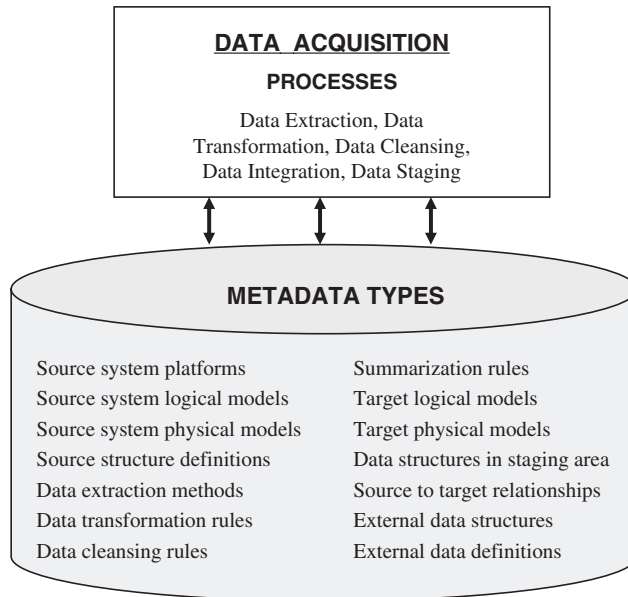 DATA ACQUISITION
PROCESSES
Data Extraction, Data
Transformation, Data Cleansing,
Data Integration, Data Staging
METADATA TYPES
Source system platforms
Source system logical models
Source system physical models
Source structure definitions
Data extraction methods
Data transformation rules
Data cleansing rules
Summarization rules
Target logical models
Target physical models
Data structures in staging area
Source to target relationships
External data structures
External data definitions